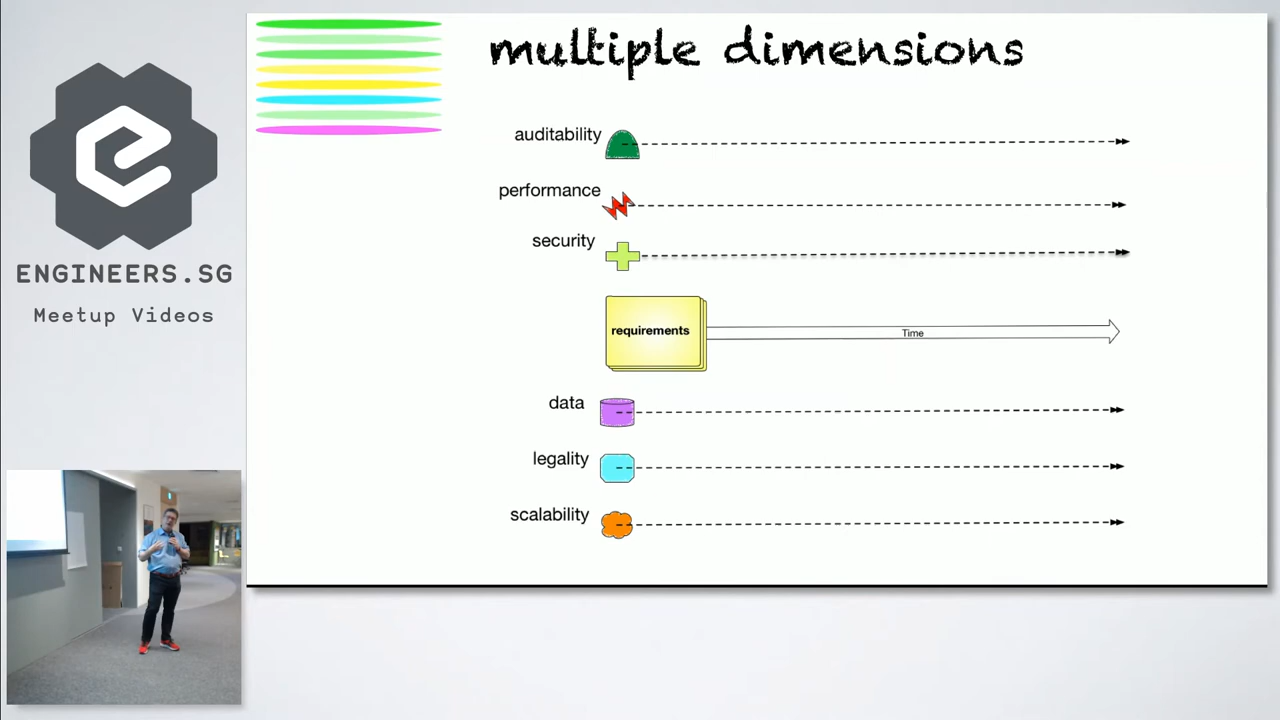 multiple dimensions
auditability
performance
security
requirements
Time
data
legality
scalability
ENGINEERS.SG
Meetup Videos